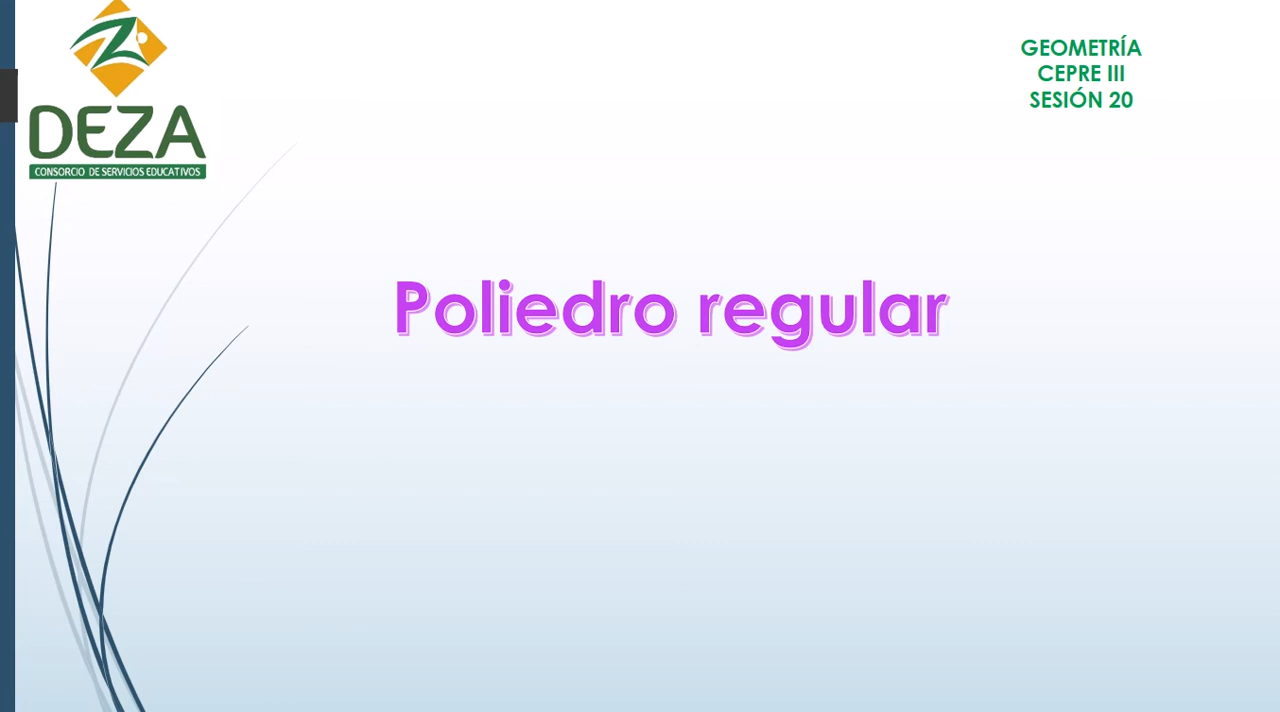 DEZA
CONSORCIO DE SERVICIOS EDUCATIVOS
GEOMETRÍA
CEPRE III
SESIÓN 20
Poliedro regular